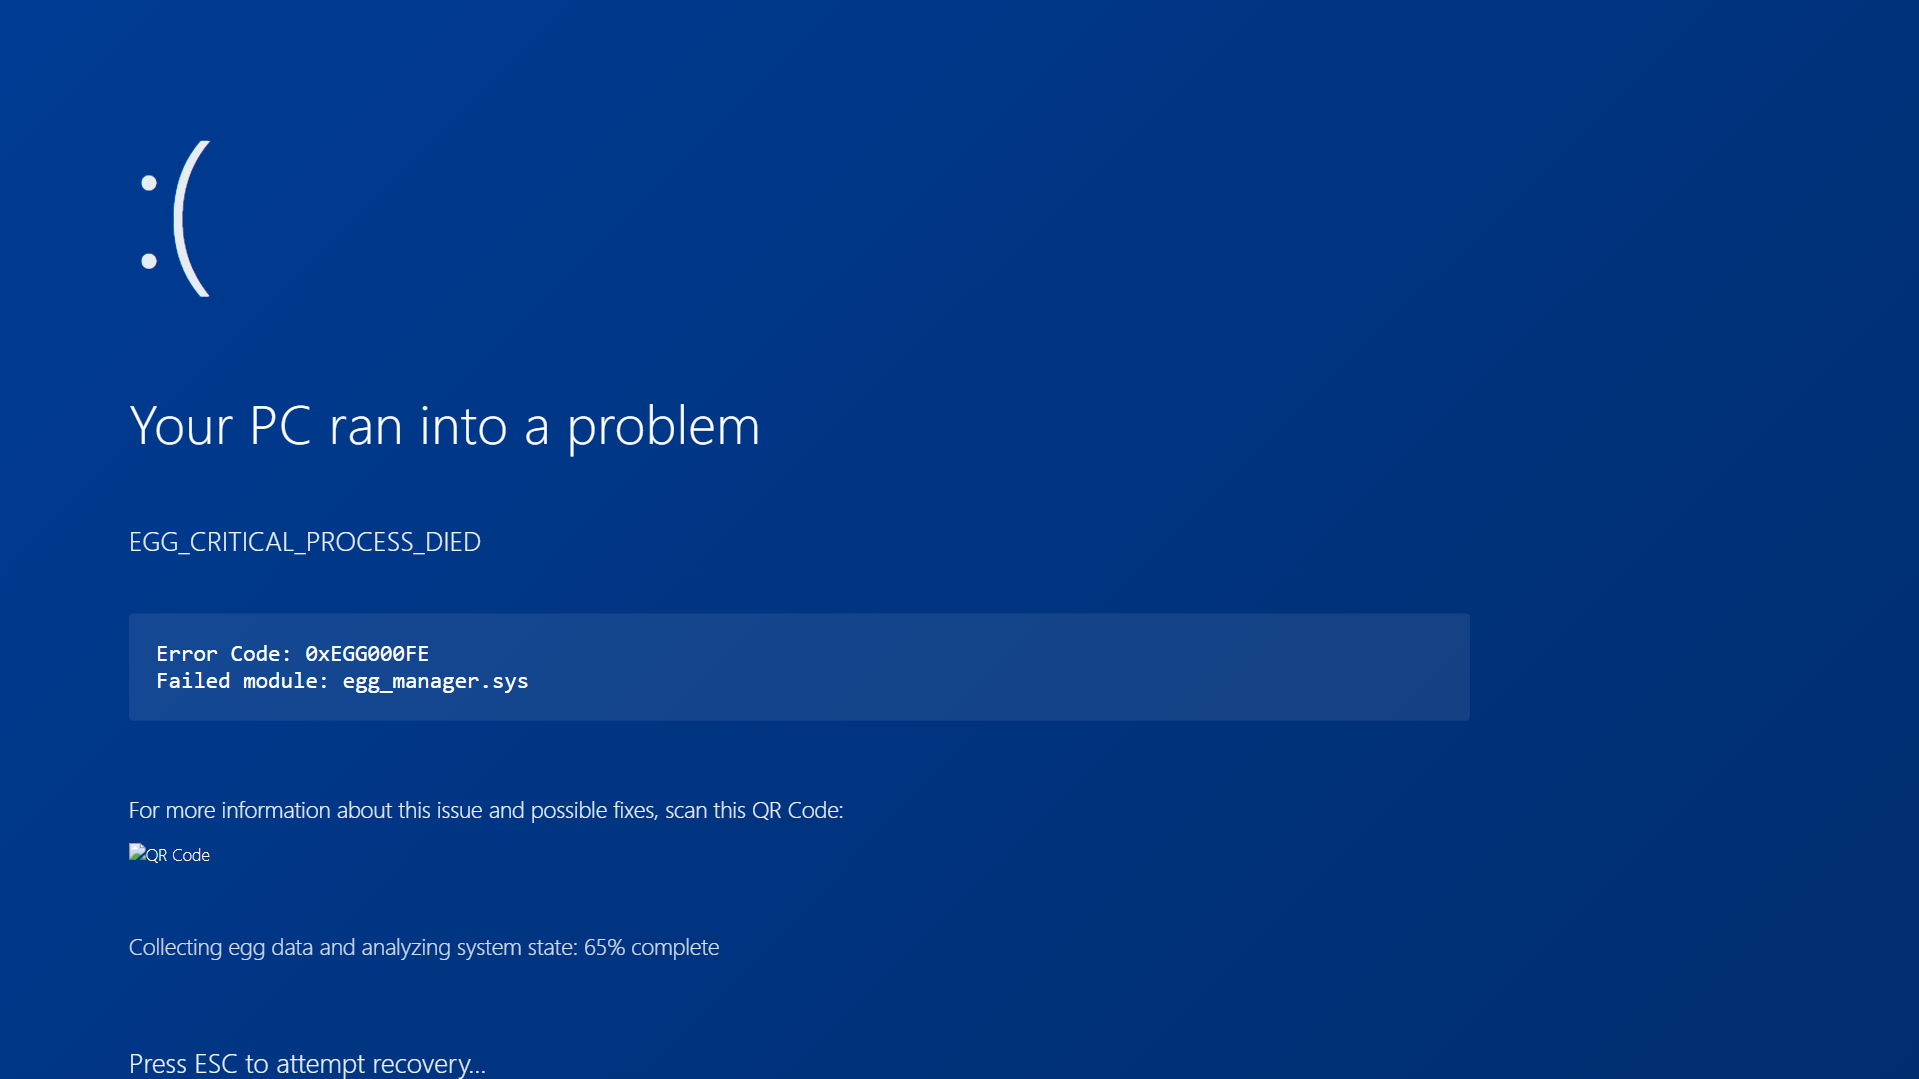 :(
Your PC ran into a problem
EGG_CRITICAL_PROCESS_DIED
Error Code: 0xEGG000FE
Failed module: egg_manager.sys
For more information about this issue and possible fixes, scan this QR Code:
QR Code
Collecting egg data and analyzing system state: 65% complete
Press ESC to attempt recovery...